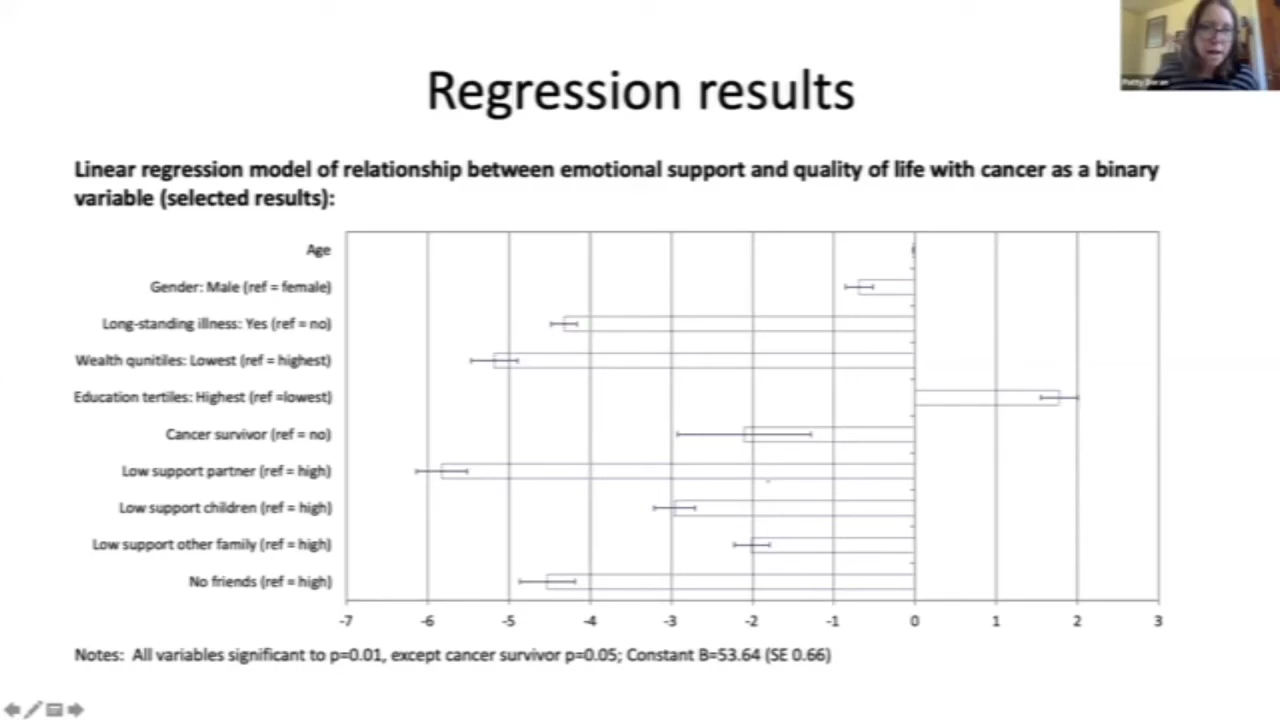 Patty Doran
Regression results
Linear regression model of relationship between emotional support and quality of life with cancer as a binary
variable (selected results):
Age
Gender: Male (ref = female)
Long-standing illness: Yes (ref = no)
Wealth qunitiles: Lowest (ref = highest)
Education tertiles: Highest (ref =lowest)
Cancer survivor (ref = no)
Low support partner (ref = high)
Low support children (ref = high)
Low support other family (ref = high)
No friends (ref = high)
-7 -6 -5 -4 -3 -2 -1 0 1 2 3
Notes: All variables significant to p=0.01, except cancer survivor p=0.05; Constant B=53.64 (SE 0.66)